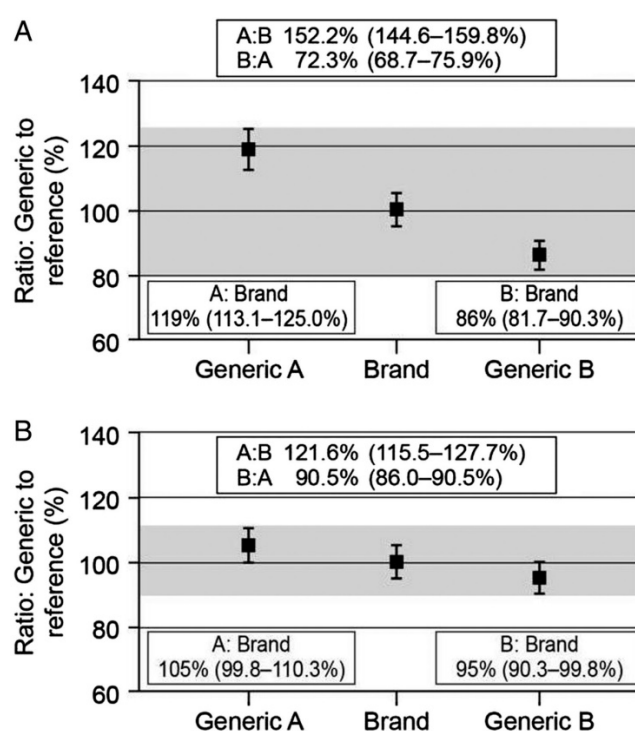 A
A:B 152.2% (144.6–159.8%)
B:A 72.3% (68.7–75.9%)
Ratio: Generic to
reference (%)
140
120
100
80
60
A: Brand
119% (113.1–125.0%)
B: Brand
86% (81.7–90.3%)
Generic A
Brand
Generic B
B
A:B 121.6% (115.5–127.7%)
B:A 90.5% (86.0–90.5%)
Ratio: Generic to
reference (%)
140
120
100
80
60
A: Brand
105% (99.8–110.3%)
B: Brand
95% (90.3–99.8%)
Generic A
Brand
Generic B